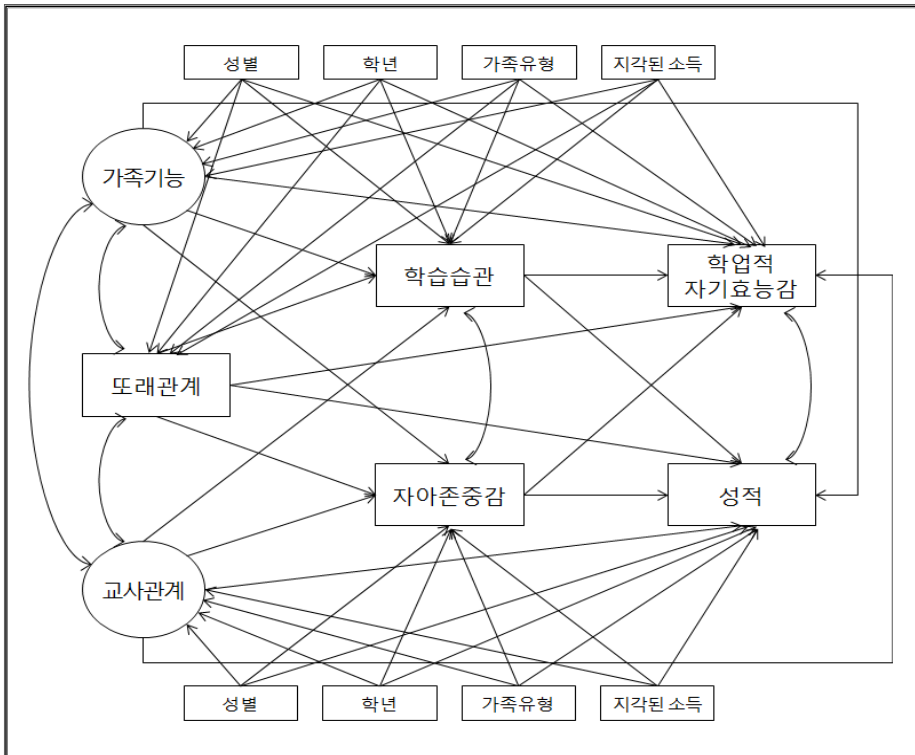 성별
학년
가족유형
지각된 소득
가족기능
학습습관
학업적
자기효능감
또래관계
자아존중감
성적
교사관계
성별
학년
가족유형
지각된 소득